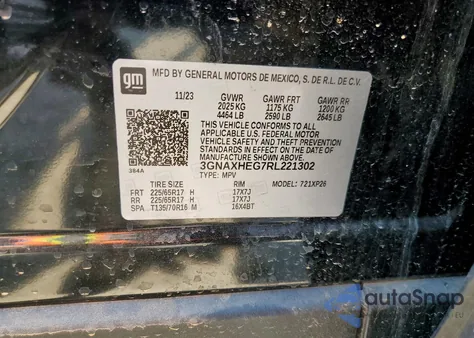 gm
MFD BY GENERAL MOTORS DE MEXICO, S. DE R.L. DE C.V.
11/23 GVWR GAWR FRT GAWR RR
2025 KG 1175 KG 1200 KG
4464 LB 2590 LB 2645 LB
THIS VEHICLE CONFORMS TO ALL APPLICABLE
U.S. FEDERAL MOTOR
VEHICLE SAFETY AND THEFT PREVENTION
STANDARDS IN EFFECT ON THE DATE OF
MANUFACTURE SHOWN ABOVE.
3GNAXHEG7RL221302
384A
TYPE: MPV
TIRE SIZE RIM MODEL: 721XP26
FRT 225/65R17 H 17X7J
RR 225/65R17 H 17X7J
SPA T135/70R16 M 16X4BT
autoSnap